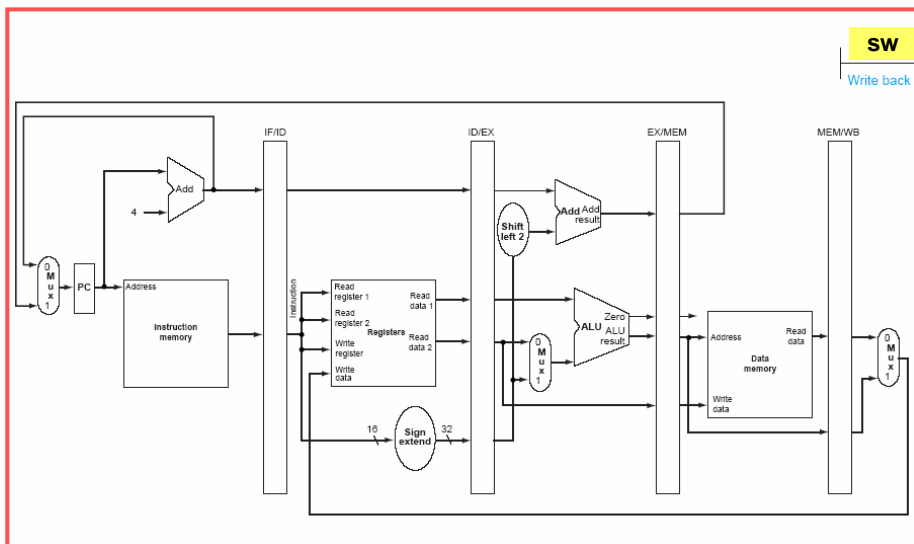 SW
Write back
IF/ID
ID/EX
EX/MEM
MEM/WB
Add
4
Shift
left 2
Add
Add
result
0
M
u
x
1
PC
Address
Instruction
memory
Instruction
Read
register 1
Read
register 2
Write
register
Write
data
Registers
Read
data 1
Read
data 2
16
Sign
extend
32
0
M
u
x
1
ALU
Zero
ALU
result
Address
Write
data
Data
memory
Read
data
0
M
u
x
1